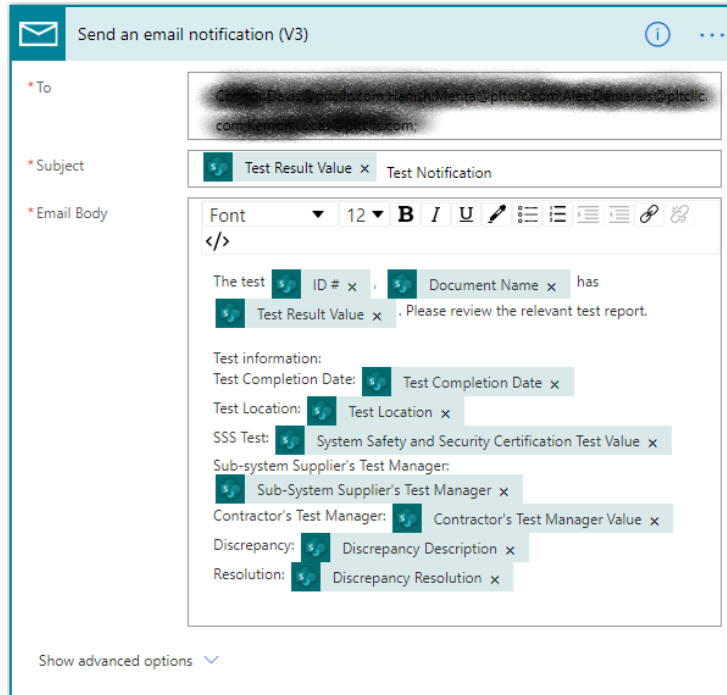 Send an email notification (V3)
* To
* Subject
Test Result Value × Test Notification
* Email Body
Font 12 B I U
</>
The test ID # × , Document Name × has
Test Result Value × . Please review the relevant test report.
Test information:
Test Completion Date: Test Completion Date ×
Test Location: Test Location ×
SSS Test: System Safety and Security Certification Test Value ×
Sub-system Supplier's Test Manager:
Sub-System Supplier's Test Manager ×
Contractor's Test Manager: Contractor's Test Manager Value ×
Discrepancy: Discrepancy Description ×
Resolution: Discrepancy Resolution ×
Show advanced options